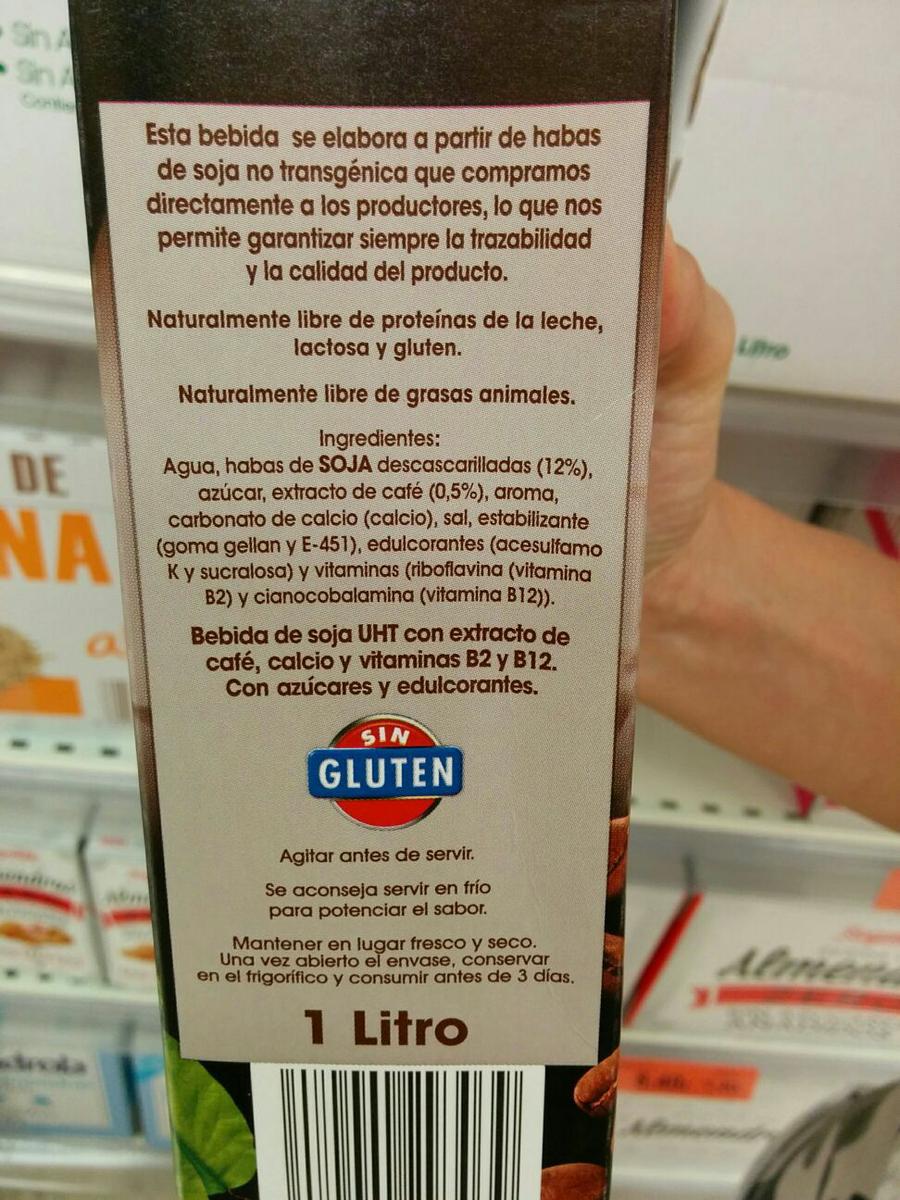 Esta bebida se elabora a partir de habas
de soja no transgénica que compramos
directamente a los productores, lo que nos
permite garantizar siempre la trazabilidad
y la calidad del producto.
Naturalmente libre de proteínas de la leche,
lactosa y gluten.
Naturalmente libre de grasas animales.
Ingredientes:
Agua, habas de SOJA descascarilladas (12%),
azúcar, extracto de café (0,5%), aroma,
carbonato de calcio (calcio), sal, estabilizante
(goma gellan y E-451), edulcorantes (acesulfamo
K y sucralosa) y vitaminas (riboflavina (vitamina
B2) y cianocobalamina (vitamina B12)).
Bebida de soja UHT con extracto de
café, calcio y vitaminas B2 y B12.
Con azúcares y edulcorantes.
SIN
GLUTEN
Agitar antes de servir.
Se aconseja servir en frío
para potenciar el sabor.
Mantener en lugar fresco y seco.
Una vez abierto el envase, conservar
en el frigorífico y consumir antes de 3 días.
1 Litro
Sin A
Sin A
DE
NA
Litro
Almend